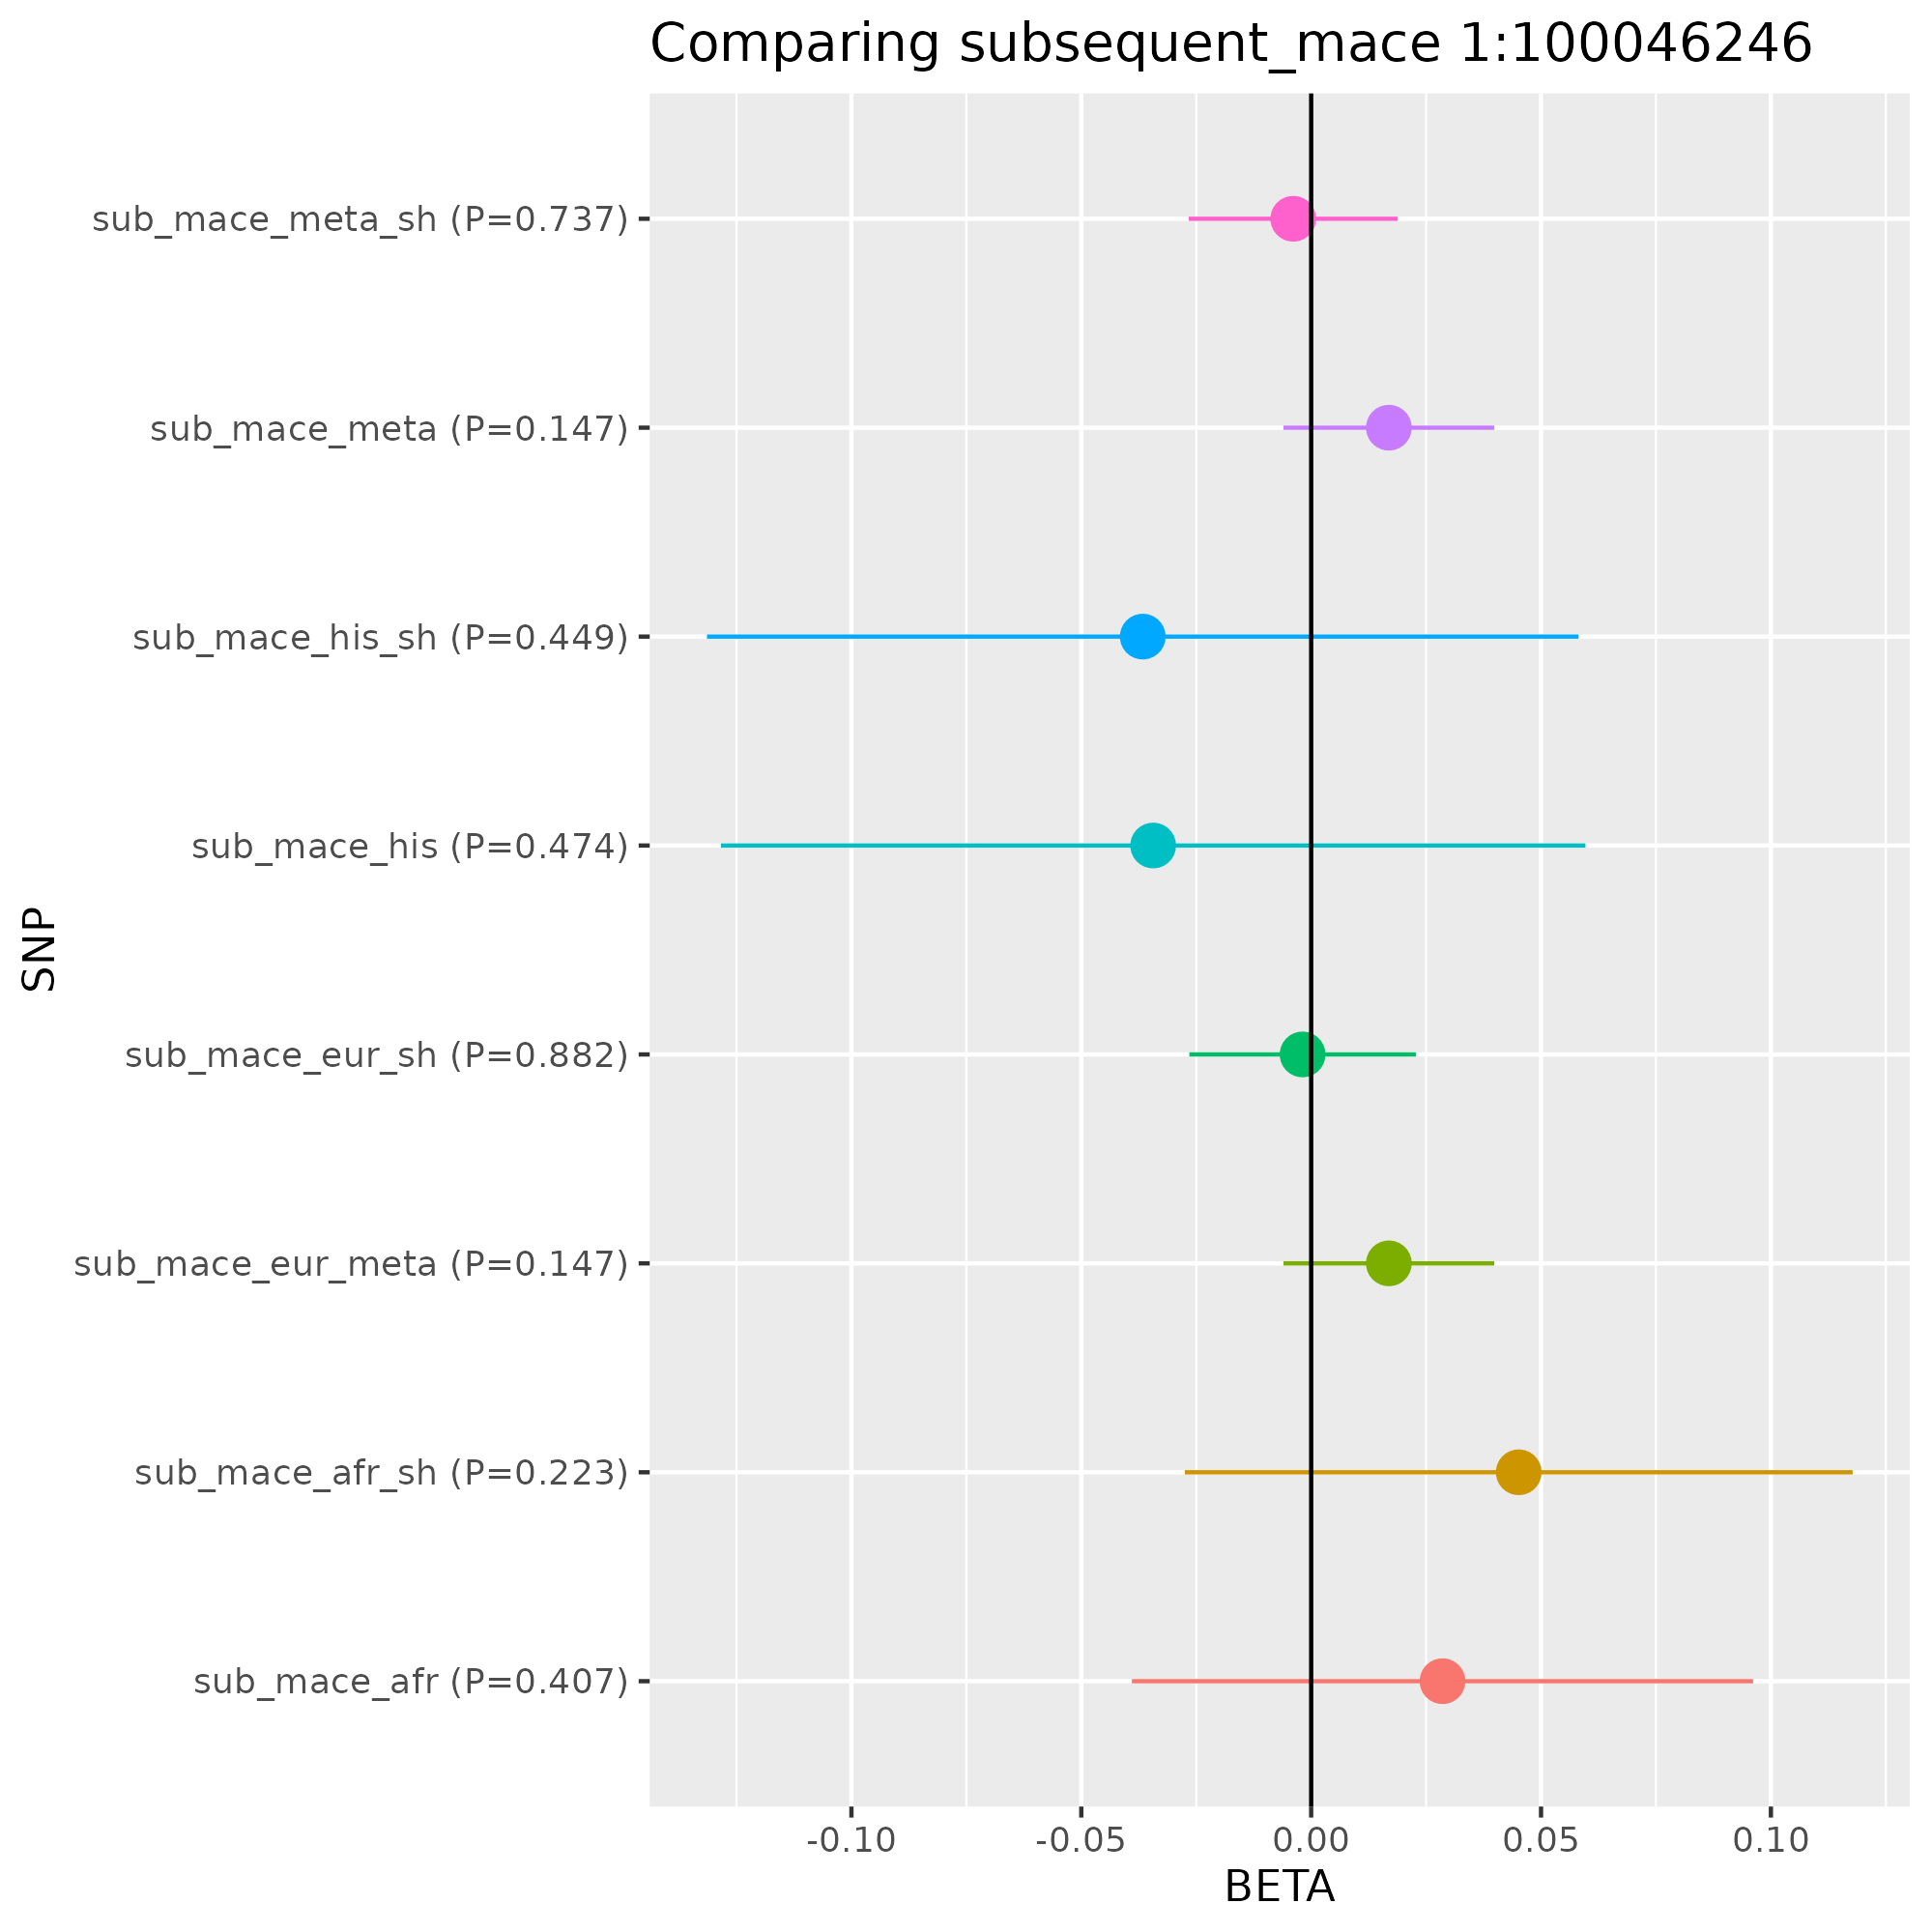 Comparing subsequent_mace 1:100046246
sub_mace_meta_sh (P=0.737)
sub_mace_meta (P=0.147)
sub_mace_his_sh (P=0.449)
sub_mace_his (P=0.474)
sub_mace_eur_sh (P=0.882)
sub_mace_eur_meta (P=0.147)
sub_mace_afr_sh (P=0.223)
sub_mace_afr (P=0.407)
SNP
-0.10 -0.05 0.00 0.05 0.10
BETA